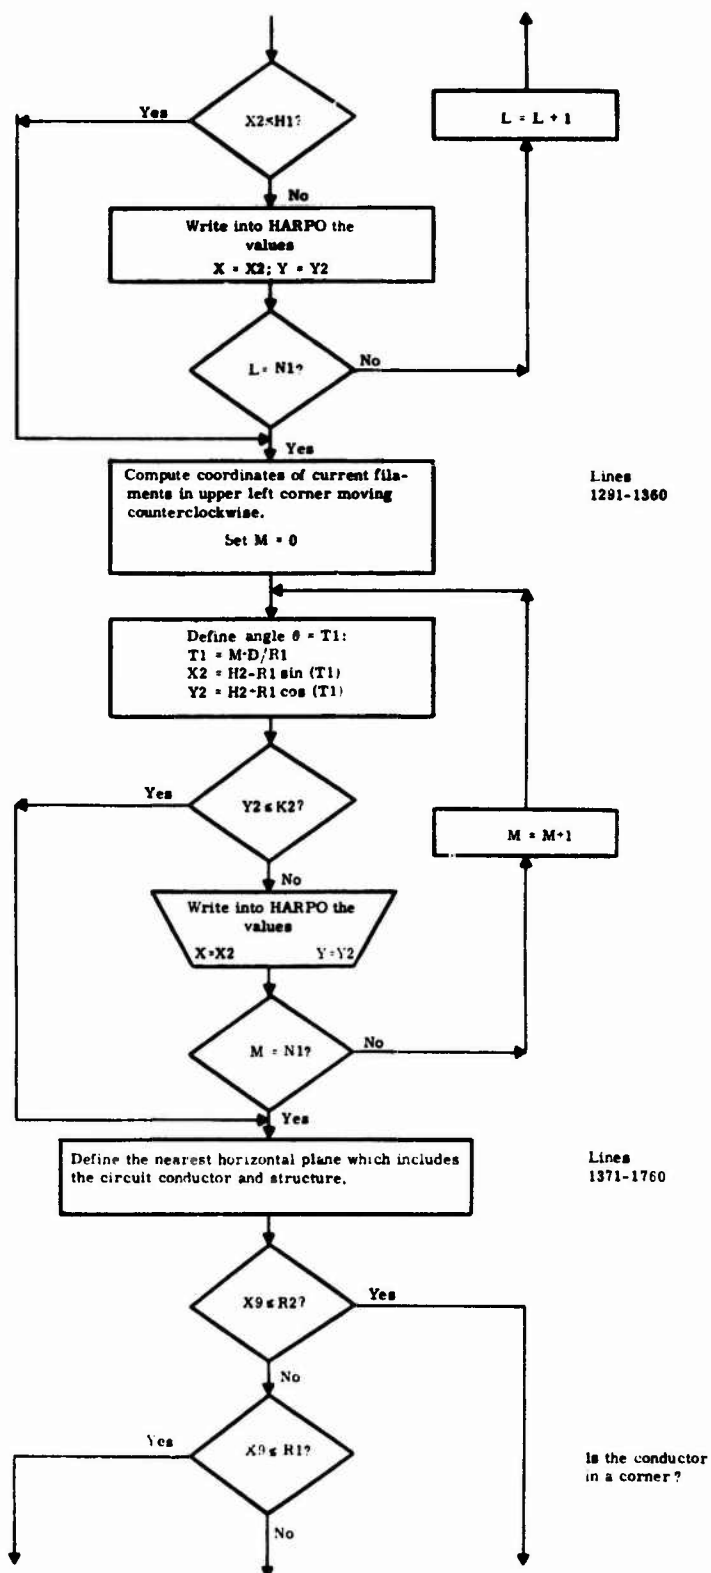 X2≤H1?
Yes
L = L + 1
No
Write into HARPO the
values
X = X2; Y = Y2
L = N1?
No
Yes
Compute coordinates of current fila-
ments in upper left corner moving
counterclockwise.
Set M = 0
Lines
1291-1360
Define angle θ = T1:
T1 = M·D/R1
X2 = H2-R1 sin (T1)
Y2 = H2+R1 cos (T1)
Yes
Y2 ≤ K2?
M = M+1
No
Write into HARPO the
values
X=X2 Y=Y2
M = N1?
No
Yes
Define the nearest horizontal plane which includes
the circuit conductor and structure.
Lines
1371-1760
X9 ≤ R2?
Yes
No
Yes
X9 ≤ R1?
Is the conductor
in a corner?
No